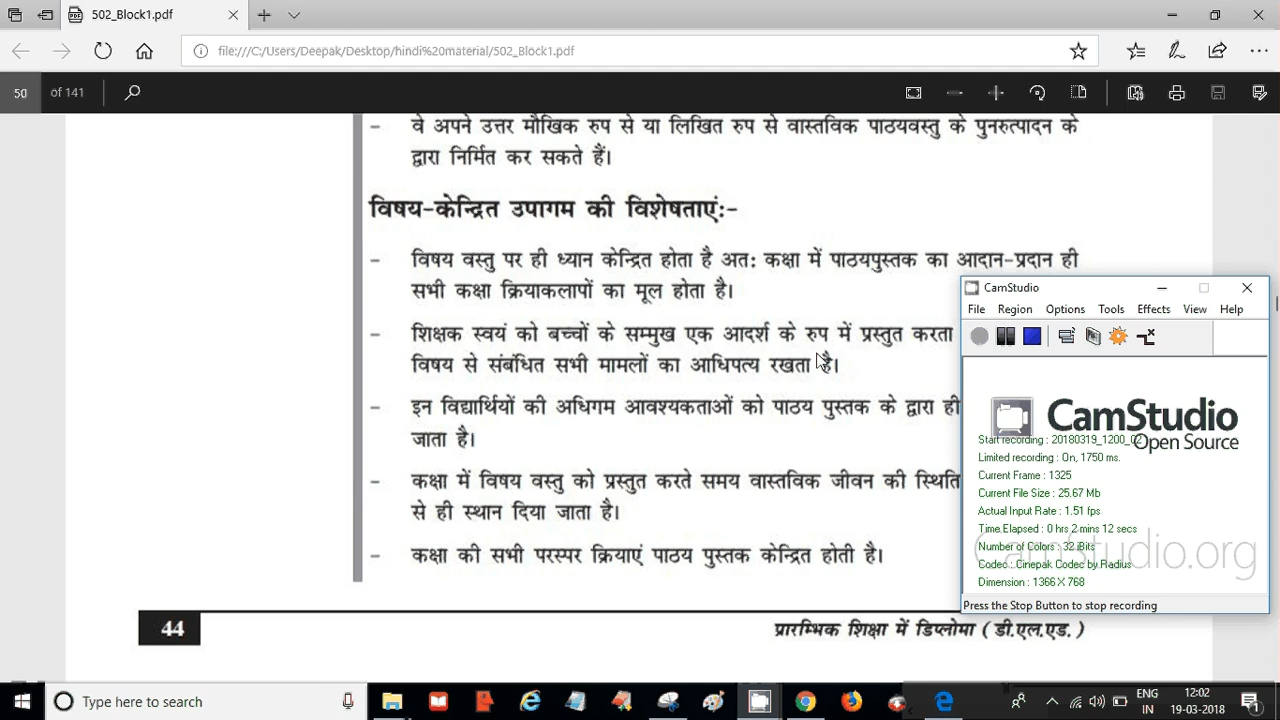 502_Block1.pdf
file:///C:/Users/Deepak/Desktop/hindi%20material/502_Block1.pdf
50 of 141
- वे अपने उत्तर मौखिक रुप से या लिखित रुप से वास्तविक पाठयवस्तु के पुनरुत्पादन के
द्वारा निर्मित कर सकते हैं।
विषय-केन्द्रित उपागम की विशेषताएं:-
- विषय वस्तु पर ही ध्यान केन्द्रित होता है अत: कक्षा में पाठयपुस्तक का आदान-प्रदान ही
सभी कक्षा क्रियाकलापों का मूल होता है।
- शिक्षक स्वयं को बच्चों के सम्मुख एक आदर्श के रुप में प्रस्तुत करता
विषय से संबंधित सभी मामलों का आधिपत्य रखता है।
- इन विद्यार्थियों की अधिगम आवश्यकताओं को पाठय पुस्तक के द्वारा ही
जाता है।
- कक्षा में विषय वस्तु को प्रस्तुत करते समय वास्तविक जीवन की स्थिति
से ही स्थान दिया जाता है।
- कक्षा की सभी परस्पर क्रियाएं पाठय पुस्तक केन्द्रित होती है।
44
प्रारम्भिक शिक्षा में डिप्लोमा (डी.एल.एड.)
CamStudio
File Region Options Tools Effects View Help
CamStudio
Open Source
Start recording : 20180319_1200_02
Limited recording : On, 1750 ms.
Current Frame : 1325
Current File Size : 25.67 Mb
Actual Input Rate : 1.51 fps
Time Elapsed : 0 hrs 2 mins 12 secs
Number of Colors : 32 Bits
Codec : Cinepak Codec by Radius
Dimension : 1366 X 768
CamStudio.org
Press the Stop Button to stop recording
Type here to search
ENG
IN
12:02
19-03-2018